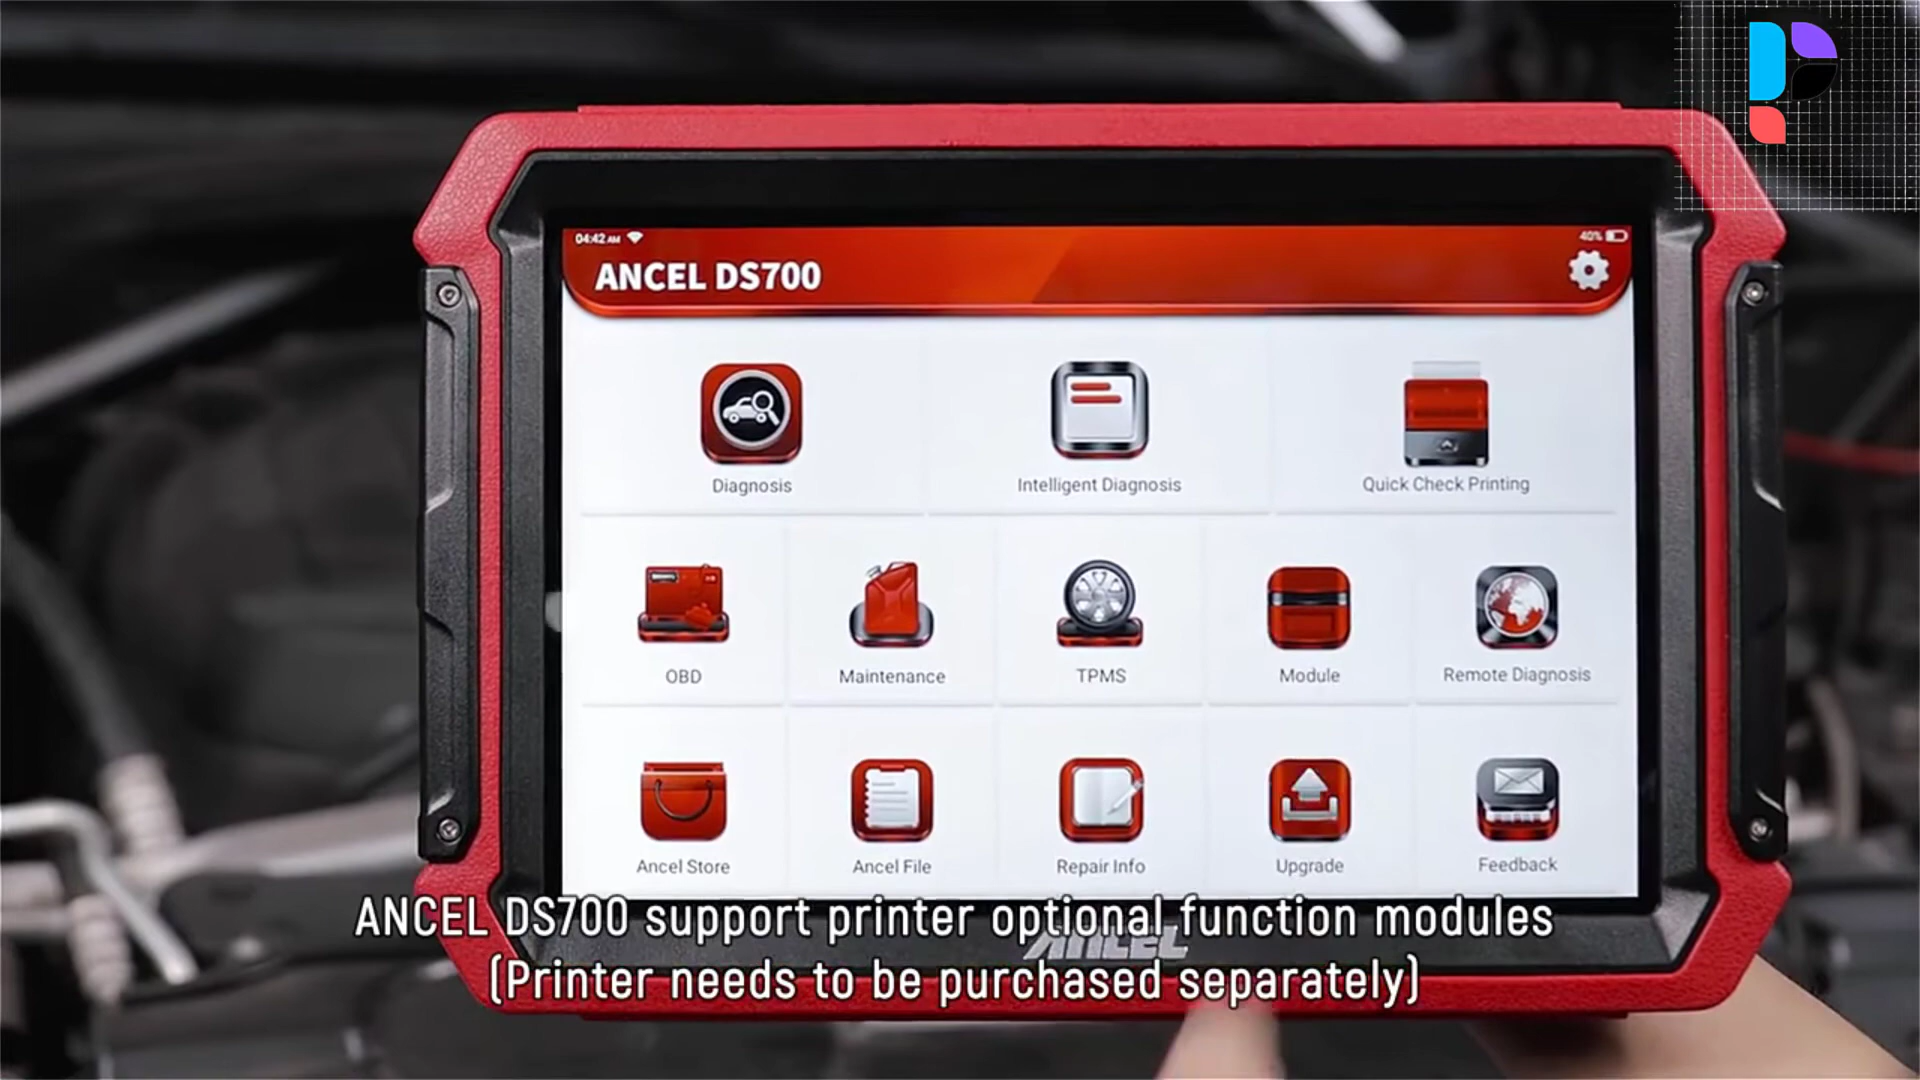 04:42 AM
40%
ANCEL DS700
Diagnosis
Intelligent Diagnosis
Quick Check Printing
OBD
Maintenance
TPMS
Module
Remote Diagnosis
Ancel Store
Ancel File
Repair Info
Upgrade
Feedback
ANCEL DS700 support printer optional function modules
ANCEL
(Printer needs to be purchased separately)